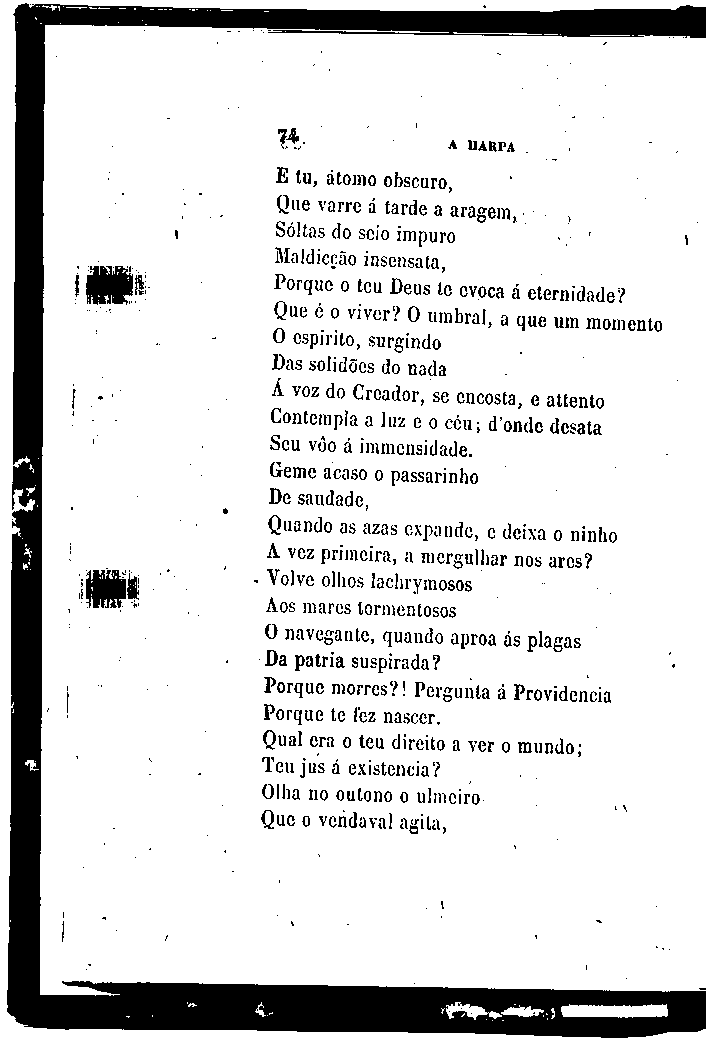 74 A HARPA
E tu, átomo obscuro,
Que varre á tarde a aragem,
Sóltas do seio impuro
Maldicção insensata,
Porque o teu Deus te evoca á eternidade?
Que é o viver? O umbral, a que um momento
O espirito, surgindo
Das solidões do nada
Á voz do Creador, se encosta, e attento
Contempla a luz e o céu; d'onde desata
Seu vôo á immensidade.
Geme acaso o passarinho
De saudade,
Quando as azas expande, e deixa o ninho
A vez primeira, a mergulhar nos ares?
Volve olhos lachrymosos
Aos mares tormentosos
O navegante, quando aproa ás plagas
Da patria suspirada?
Porque morres?! Pergunta á Providencia
Porque te fez nascer.
Qual era o teu direito a ver o mundo;
Teu jus á existencia?
Olha no outono o ulmeiro
Que o vendaval agita,